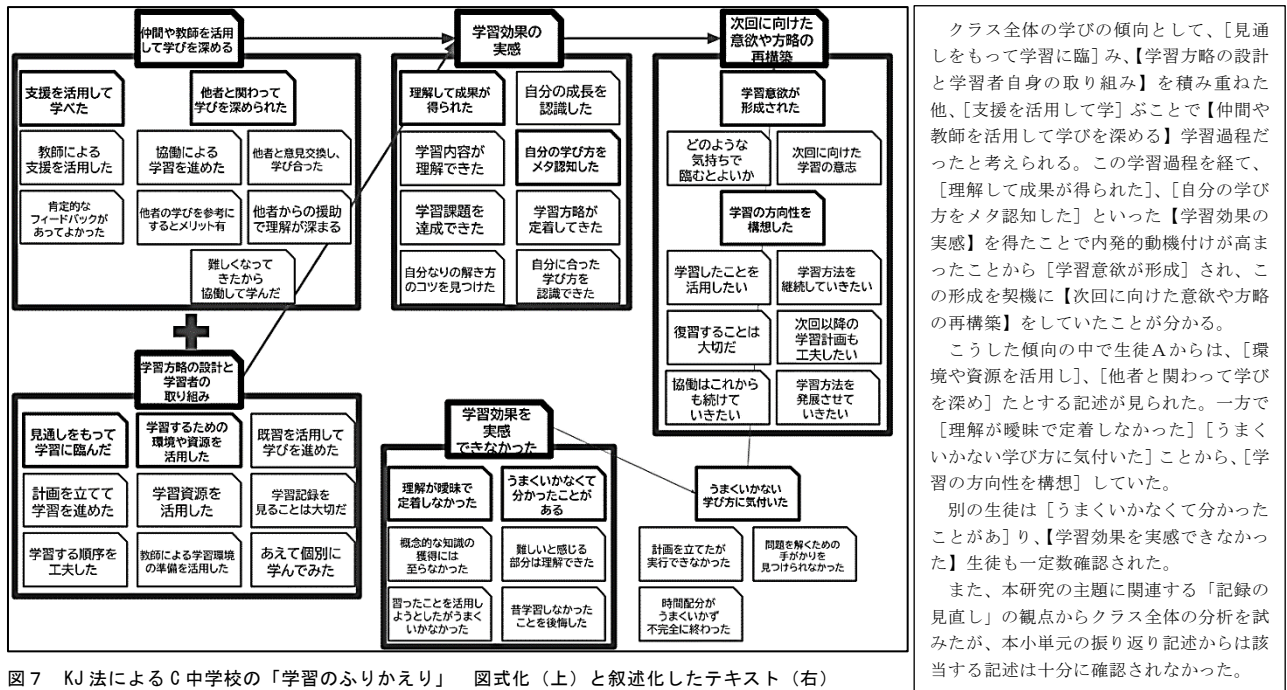 仲間や教師を活用
して学びを深める
支援を活用して
学べた
他者と関わって
学びを深められた
教師による
支援を活用した
協働による
学習を進めた
他者と意見交換し、
学び合った
肯定的な
フィードバックが
あってよかった
他者の学びを参考に
するとメリット有
他者からの援助
で理解が深まる
難しくなって
きたから
協働して学んだ
学習方略の設計と
学習者の
取り組み
見通しをもって
学習に臨んだ
学習するための
環境や資源を
活用した
既習を活用して
学びを進めた
計画を立てて
学習を進めた
学習資源を
活用した
学習記録を
見ることは大切だ
学習する順序を
工夫した
教師による学習環境
の準備を活用した
あえて個別に
学んでみた
学習効果の
実感
理解して成果が
得られた
自分の成長を
認識した
学習内容が
理解できた
自分の学び方を
メタ認知した
学習課題を
達成できた
学習方略が
定着してきた
自分なりの解き方
のコツを見つけた
自分に合った
学び方を
認識できた
学習効果を
実感
できなかった
理解が曖昧で
定着しなかった
うまくいかなくて
分かったことが
ある
概念的な知識の
獲得には
至らなかった
難しいと感じる
部分は理解できた
習ったことを活用し
ようとしたがうまく
いかなかった
昔学習しなかった
ことを後悔した
次回に向けた
意欲や方略の
再構築
学習意欲が
形成された
どのような
気持ちで
臨むとよいか
次回に向けた
学習の意志
学習の方向性を
構想した
学習したことを
活用したい
学習方法を
継続していきたい
復習することは
大切だ
次回以降の
学習計画も
工夫したい
協働はこれから
も続けて
いきたい
学習方法を
発展させて
いきたい
うまくいかない
学び方に気付いた
計画を立てたが
実行できなかった
問題を解くための
手がかりを
見つけられなかった
時間配分が
うまくいかず
不完全に終わった
図7 KJ法によるC中学校の「学習のふりかえり」 図式化（上）と叙述化したテキスト（右）
クラス全体の学びの傾向として、［見通
しをもって学習に臨］み、【学習方略の設計
と学習者自身の取り組み】を積み重ねた
他、［支援を活用して学］ぶことで【仲間や
教師を活用して学びを深める】学習過程だ
ったと考えられる。この学習過程を経て、
［理解して成果が得られた］、［自分の学び
方をメタ認知した］といった【学習効果の
実感】を得たことで内発的動機付けが高ま
ったことから［学習意欲が形成］され、こ
の形成を契機に【次回に向けた意欲や方略
の再構築】をしていたことが分かる。
こうした傾向の中で生徒Aからは、［環
境や資源を活用し］、［他者と関わって学び
を深め］たとする記述が見られた。一方で
［理解が曖昧で定着しなかった］［うまく
いかない学び方に気付いた］ことから、［学
習の方向性を構想］していた。
別の生徒は［うまくいかなくて分かった
ことがあ］り、【学習効果を実感できなかっ
た】生徒も一定数確認された。
また、本研究の主題に関連する「記録の
見直し」の観点からクラス全体の分析を試
みたが、本小単元の振り返り記述からは該
当する記述は十分に確認されなかった。